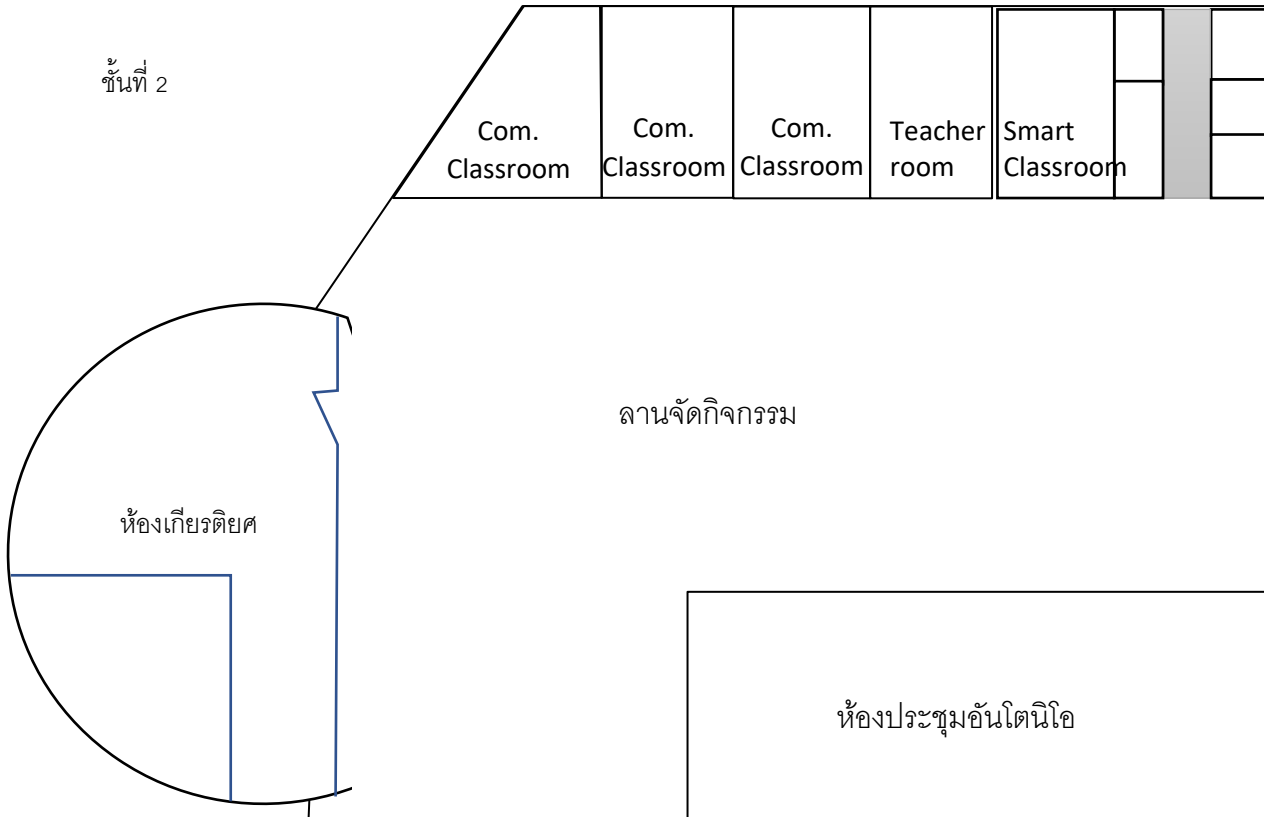 ชั้นที่ 2
Com.
Classroom
Com.
Classroom
Com.
Classroom
Teacher
room
Smart
Classroom
ลานจัดกิจกรรม
ห้องเกียรติยศ
ห้องประชุมอันโตนิโอ